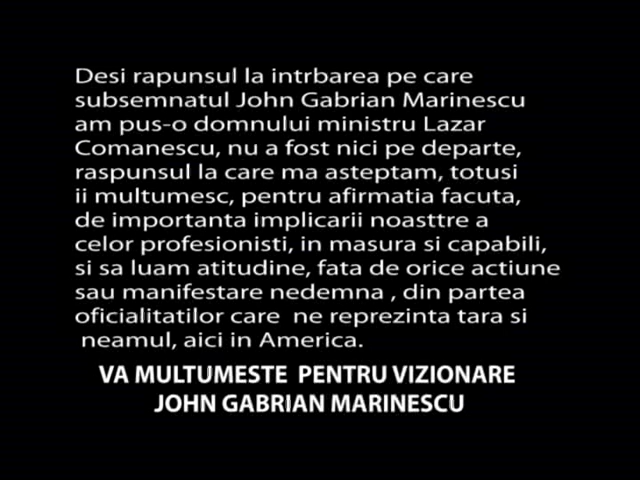 Desi rapunsul la intrbarea pe care
subsemnatul John Gabrian Marinescu
am pus-o domnului ministru Lazar
Comanescu, nu a fost nici pe departe,
raspunsul la care ma asteptam, totusi
ii multumesc, pentru afirmatia facuta,
de importanta implicarii noasttre a
celor profesionisti, in masura si capabili,
si sa luam atitudine, fata de orice actiune
sau manifestare nedemna , din partea
oficialitatilor care  ne reprezinta tara si
neamul, aici in America.
VA MULTUMESTE  PENTRU VIZIONARE
JOHN GABRIAN MARINESCU